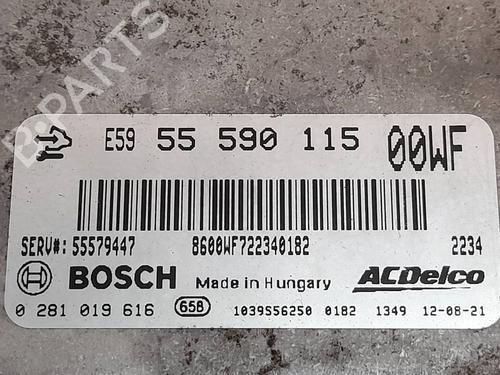 B-PARTS
E59 55 590 115 00WF
SERV#: 55579447 8600WF722340182 2234
BOSCH Made in Hungary ACDelco
0 281 019 616 658 1039S56250 0182 1349 12-08-21